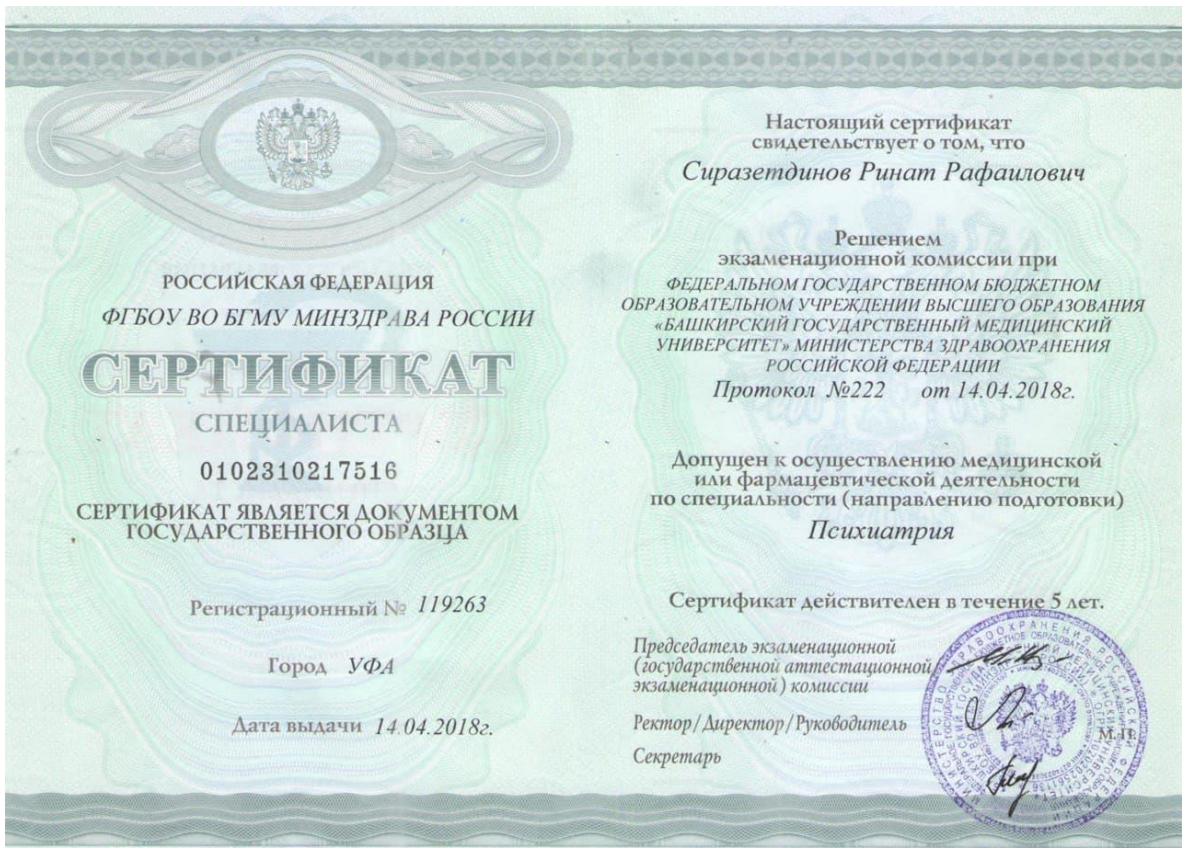 РОССИЙСКАЯ ФЕДЕРАЦИЯ
ФГБОУ ВО БГМУ МИНЗДРАВА РОССИИ
СЕРТИФИКАТ
СПЕЦИАЛИСТА
0102310217516
СЕРТИФИКАТ ЯВЛЯЕТСЯ ДОКУМЕНТОМ
ГОСУДАРСТВЕННОГО ОБРАЗЦА
Регистрационный № 119263
Город УФА
Дата выдачи 14.04.2018г.
Настоящий сертификат
свидетельствует о том, что
Сиразетдинов Ринат Рафаилович
Решением
экзаменационной комиссии при
ФЕДЕРАЛЬНОМ ГОСУДАРСТВЕННОМ БЮДЖЕТНОМ
ОБРАЗОВАТЕЛЬНОМ УЧРЕЖДЕНИИ ВЫСШЕГО ОБРАЗОВАНИЯ
«БАШКИРСКИЙ ГОСУДАРСТВЕННЫЙ МЕДИЦИНСКИЙ
УНИВЕРСИТЕТ» МИНИСТЕРСТВА ЗДРАВООХРАНЕНИЯ
РОССИЙСКОЙ ФЕДЕРАЦИИ
Протокол №222 от 14.04.2018г.
Допущен к осуществлению медицинской
или фармацевтической деятельности
по специальности (направлению подготовки)
Психиатрия
Сертификат действителен в течение 5 лет.
Председатель экзаменационной
(государственной аттестационной,
экзаменационной) комиссии
Ректор/Директор/Руководитель
М.П.
Секретарь